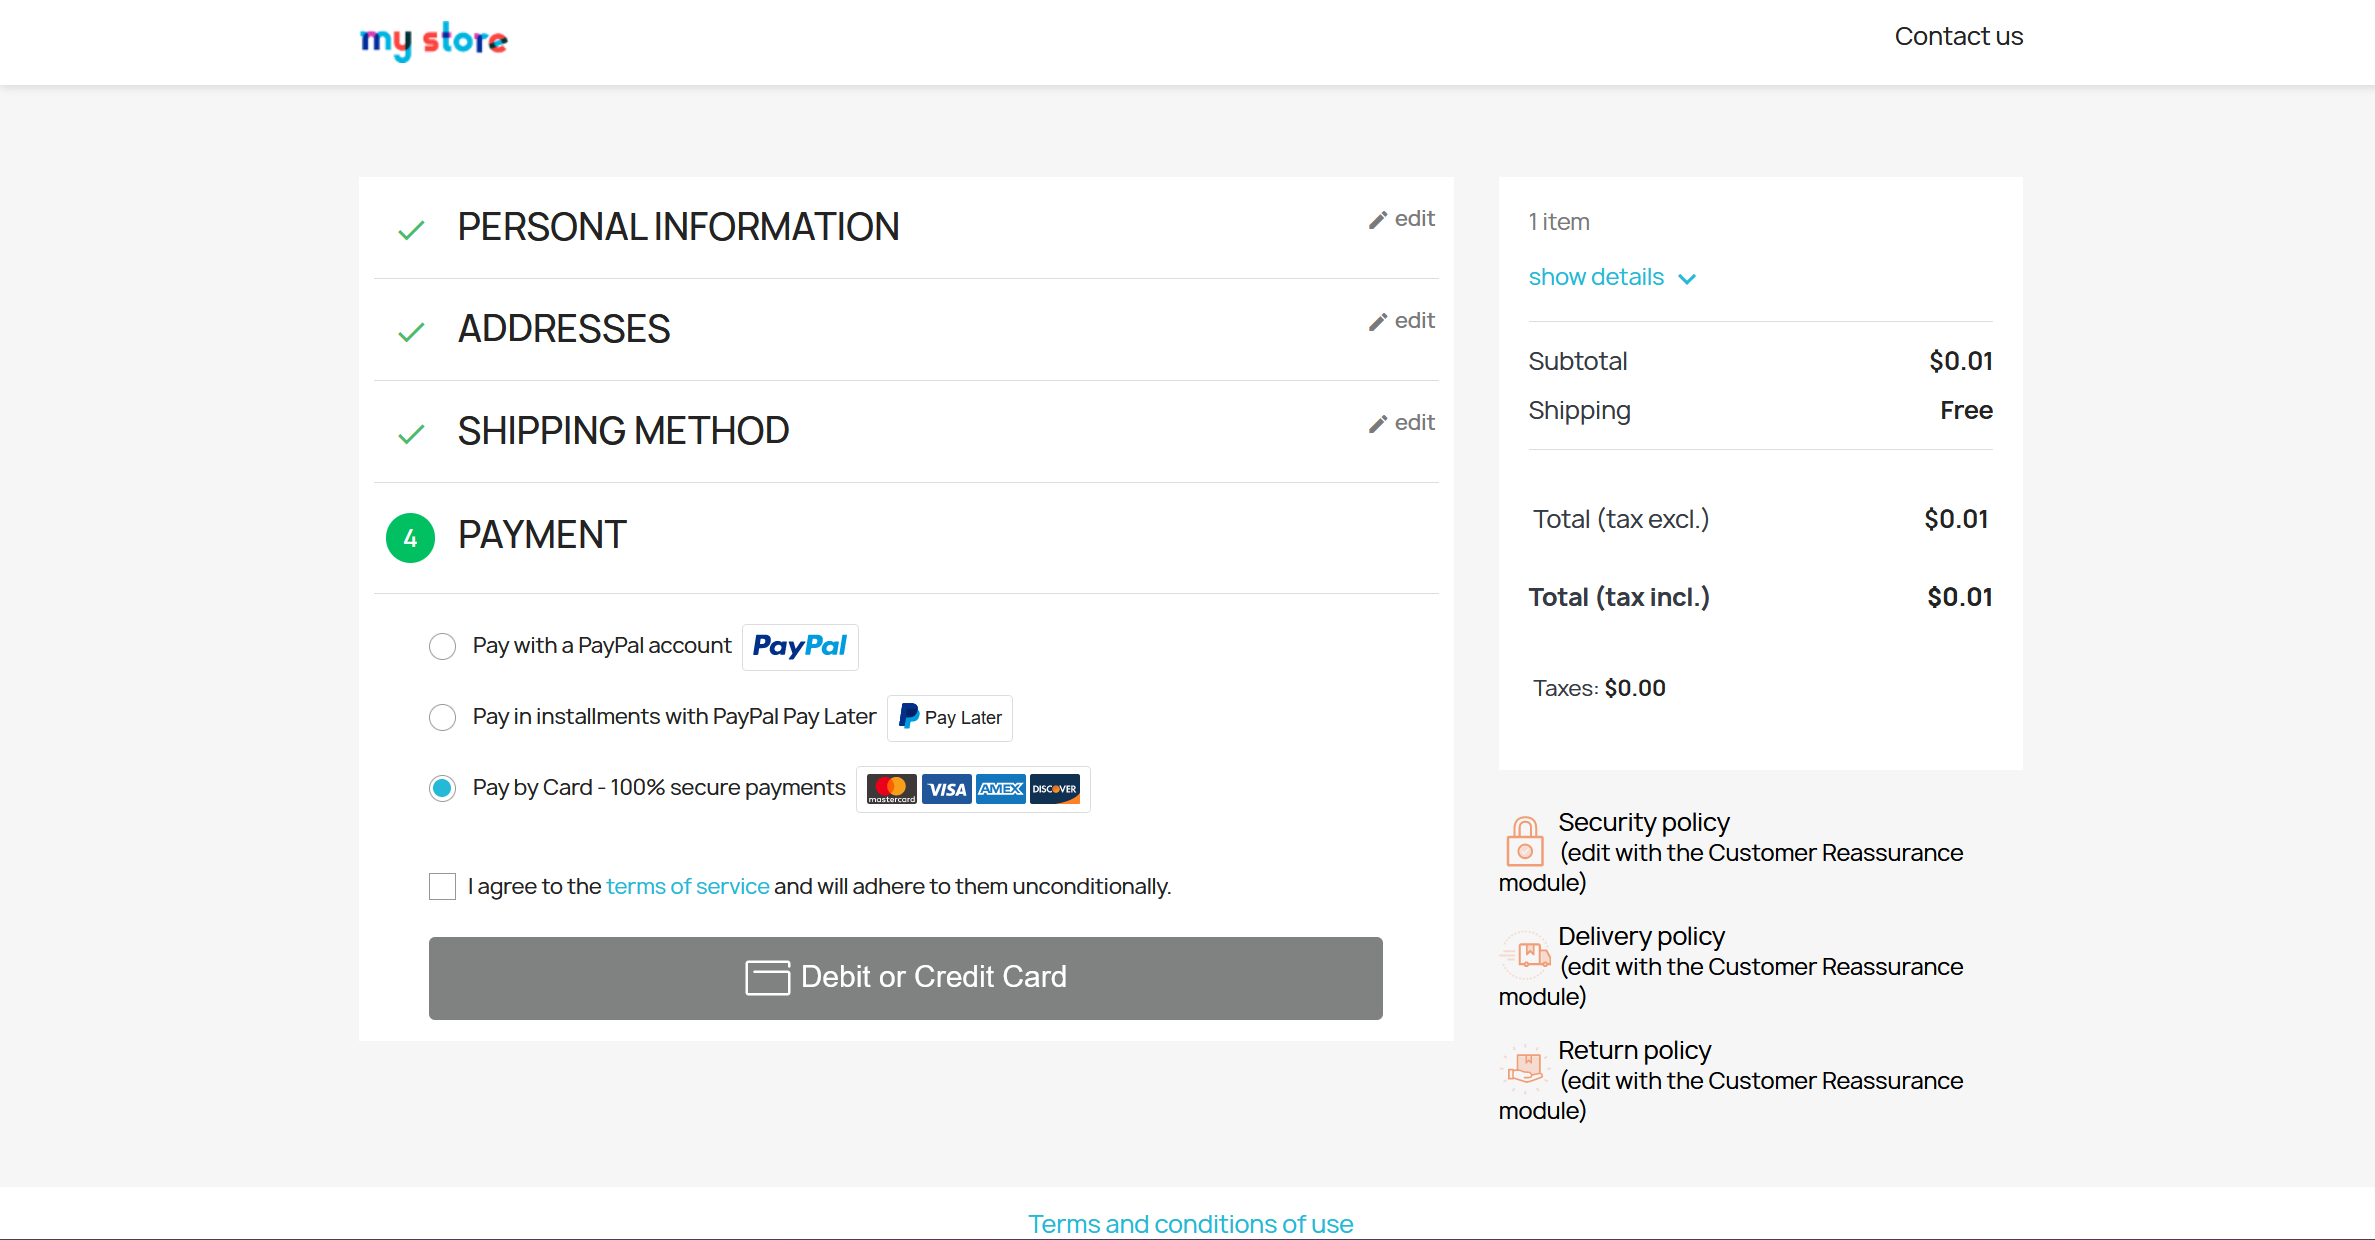 my store
Contact us
PERSONAL INFORMATION
edit
ADDRESSES
edit
SHIPPING METHOD
edit
4 PAYMENT
Pay with a PayPal account PayPal
Pay in installments with PayPal Pay Later Pay Later
Pay by Card - 100% secure payments mastercard VISA AMEX DISCOVER
I agree to the terms of service and will adhere to them unconditionally.
Debit or Credit Card
1 item
show details
Subtotal $0.01
Shipping Free
Total (tax excl.) $0.01
Total (tax incl.) $0.01
Taxes: $0.00
Security policy
(edit with the Customer Reassurance
module)
Delivery policy
(edit with the Customer Reassurance
module)
Return policy
(edit with the Customer Reassurance
module)
Terms and conditions of use